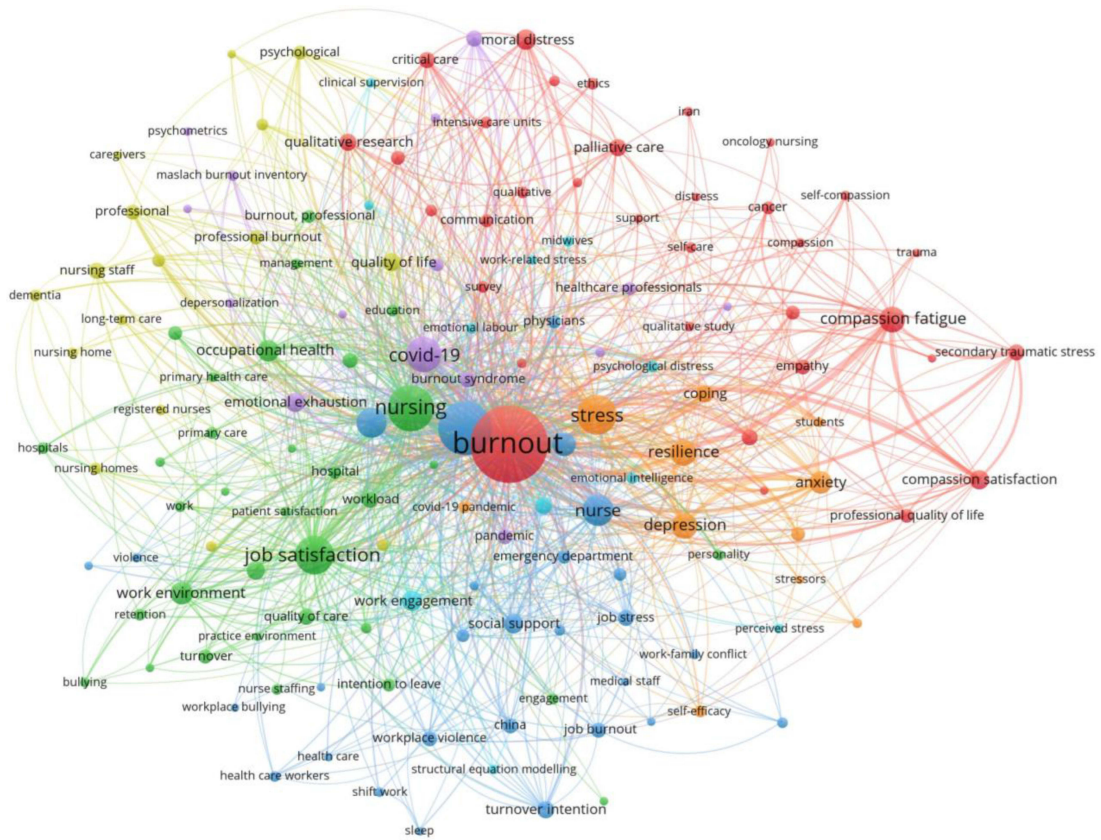 moral distress
psychological
critical care
clinical supervision
ethics
iran
intensive care units
psychometrics
qualitative research
oncology nursing
palliative care
caregivers
maslach burnout inventory
qualitative
distress
self-compassion
professional
burnout, professional
communication
support
cancer
professional burnout
midwives
self-care
compassion
trauma
management
quality of life
work-related stress
nursing staff
survey
healthcare professionals
dementia
depersonalization
education
long-term care
emotional labour
physicians
qualitative study
compassion fatigue
nursing home
occupational health
covid-19
secondary traumatic stress
primary health care
burnout syndrome
psychological distress
empathy
emotional exhaustion
coping
registered nurses
nursing
stress
students
primary care
hospitals
burnout
resilience
nursing homes
hospital
emotional intelligence
compassion satisfaction
anxiety
work
workload
covid-19 pandemic
patient satisfaction
nurse
professional quality of life
depression
pandemic
job satisfaction
emergency department
personality
violence
work environment
work engagement
stressors
retention
quality of care
social support
job stress
perceived stress
practice environment
turnover
work-family conflict
bullying
nurse staffing
intention to leave
medical staff
workplace bullying
engagement
self-efficacy
china
job burnout
workplace violence
health care
structural equation modelling
health care workers
shift work
turnover intention
sleep